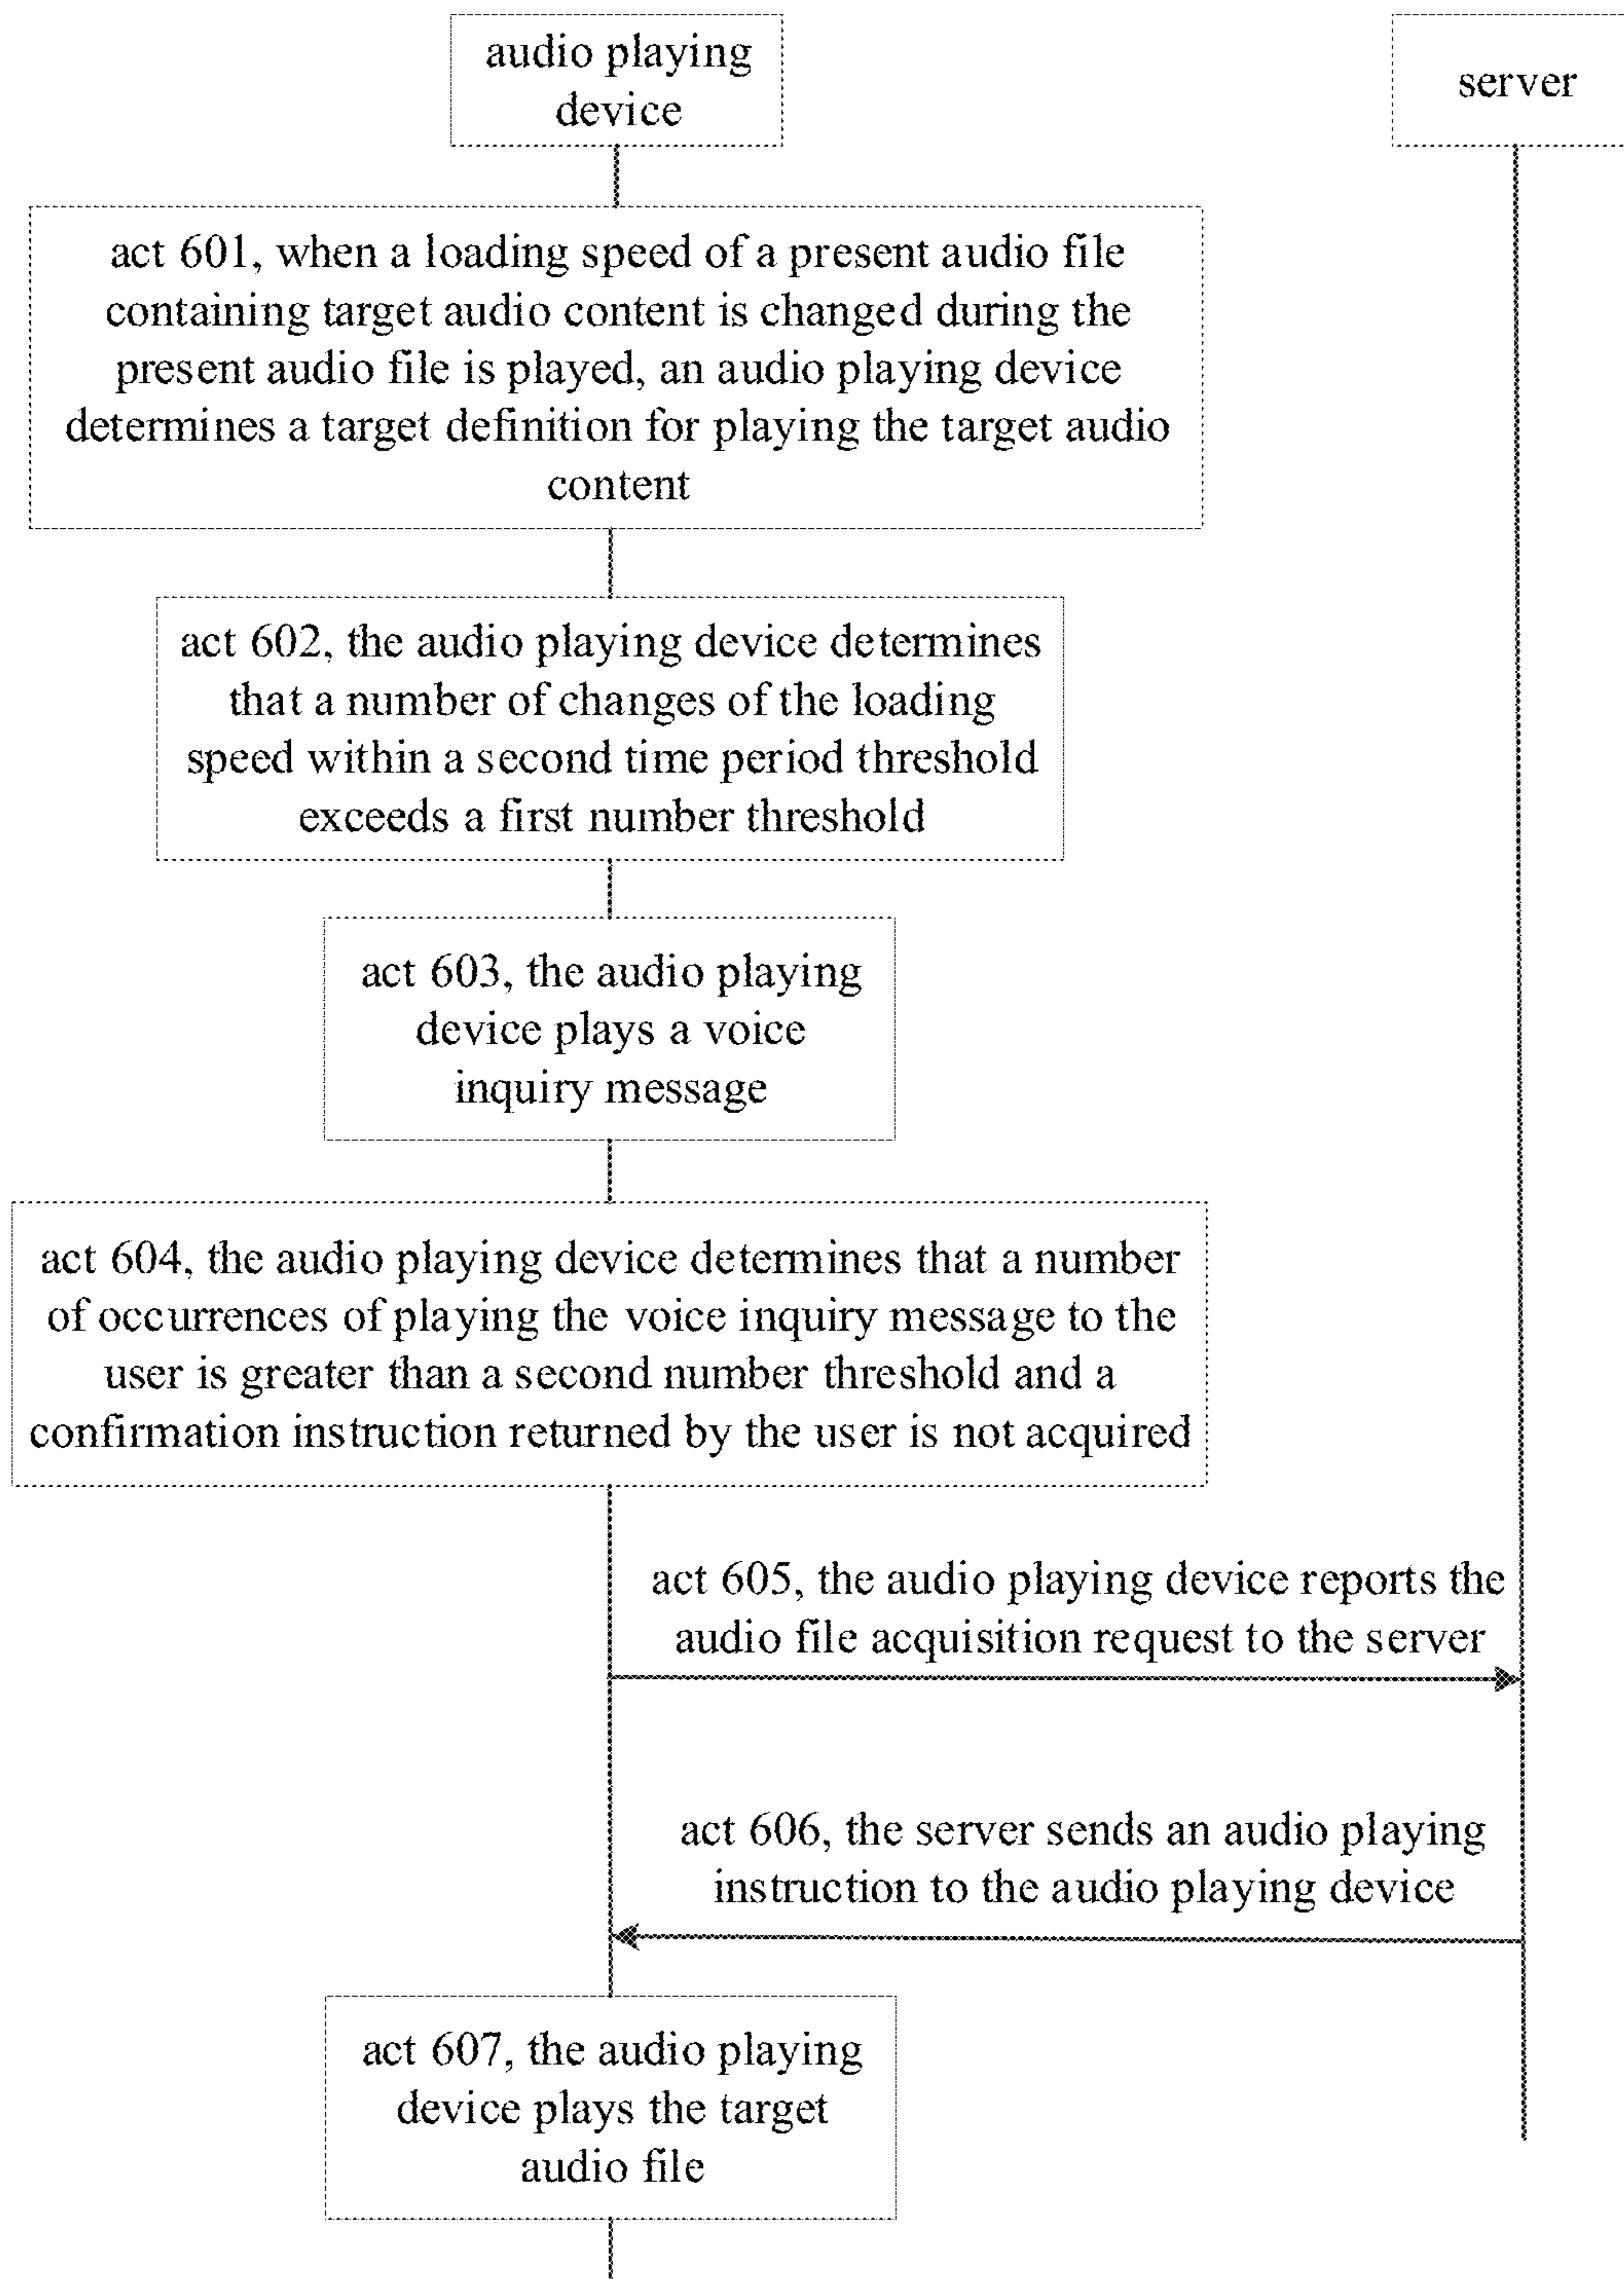 audio playing
device
server
act 601, when a loading speed of a present audio file
containing target audio content is changed during the
present audio file is played, an audio playing device
determines a target definition for playing the target audio
content
act 602, the audio playing device determines
that a number of changes of the loading
speed within a second time period threshold
exceeds a first number threshold
act 603, the audio playing
device plays a voice
inquiry message
act 604, the audio playing device determines that a number
of occurrences of playing the voice inquiry message to the
user is greater than a second number threshold and a
confirmation instruction returned by the user is not acquired
act 605, the audio playing device reports the
audio file acquisition request to the server
act 606, the server sends an audio playing
instruction to the audio playing device
act 607, the audio playing
device plays the target
audio file